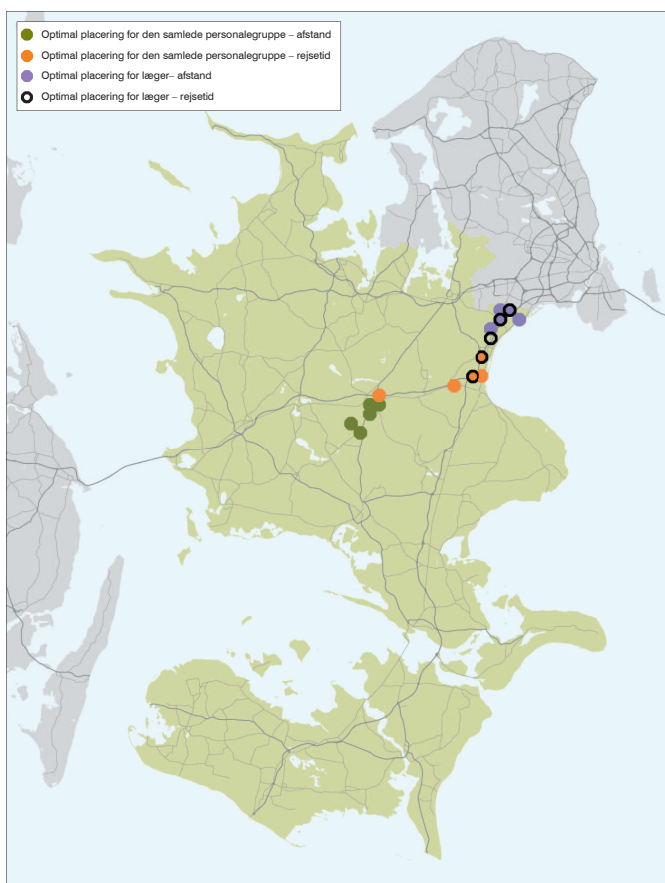 Optimal placering for den samlede personalegruppe – afstand
Optimal placering for den samlede personalegruppe – rejsetid
Optimal placering for læger– afstand
Optimal placering for læger – rejsetid